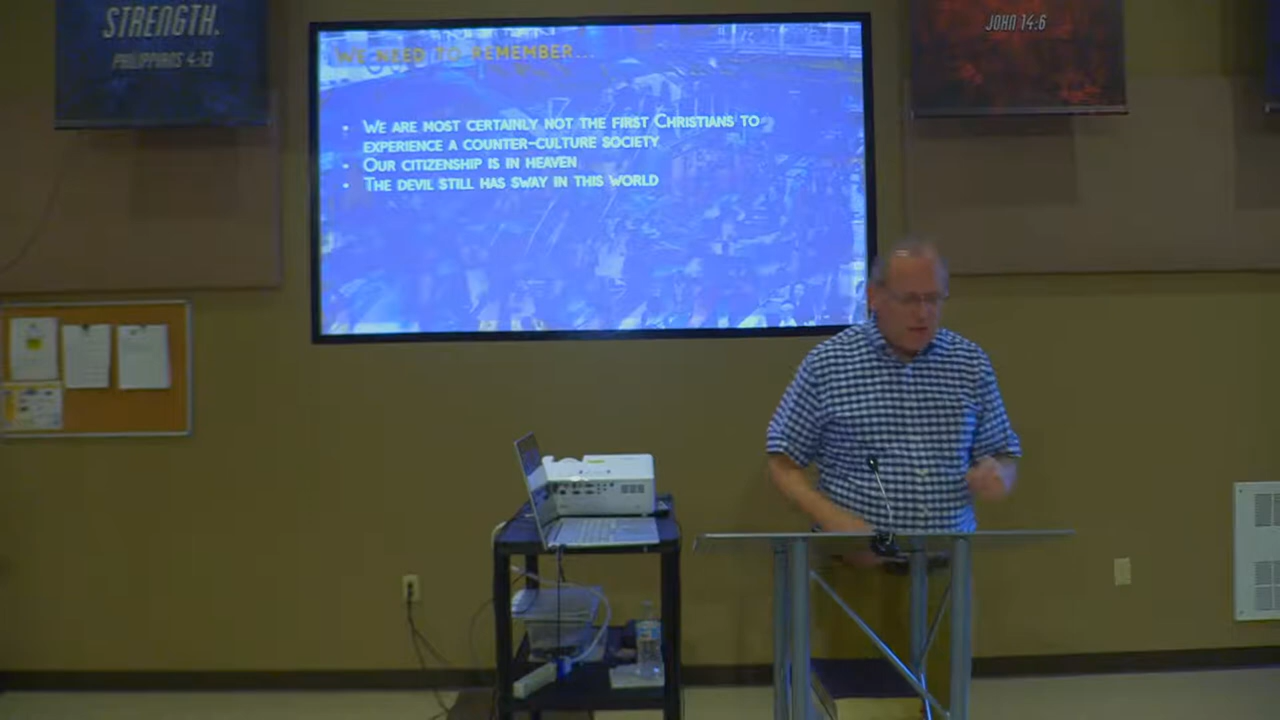 STRENGTH.
PHILIPPIANS 4:13
JOHN 14:6
WE NEED TO REMEMBER...
• WE ARE MOST CERTAINLY NOT THE FIRST CHRISTIANS TO
EXPERIENCE A COUNTER-CULTURE SOCIETY
• OUR CITIZENSHIP IS IN HEAVEN
• THE DEVIL STILL HAS SWAY IN THIS WORLD